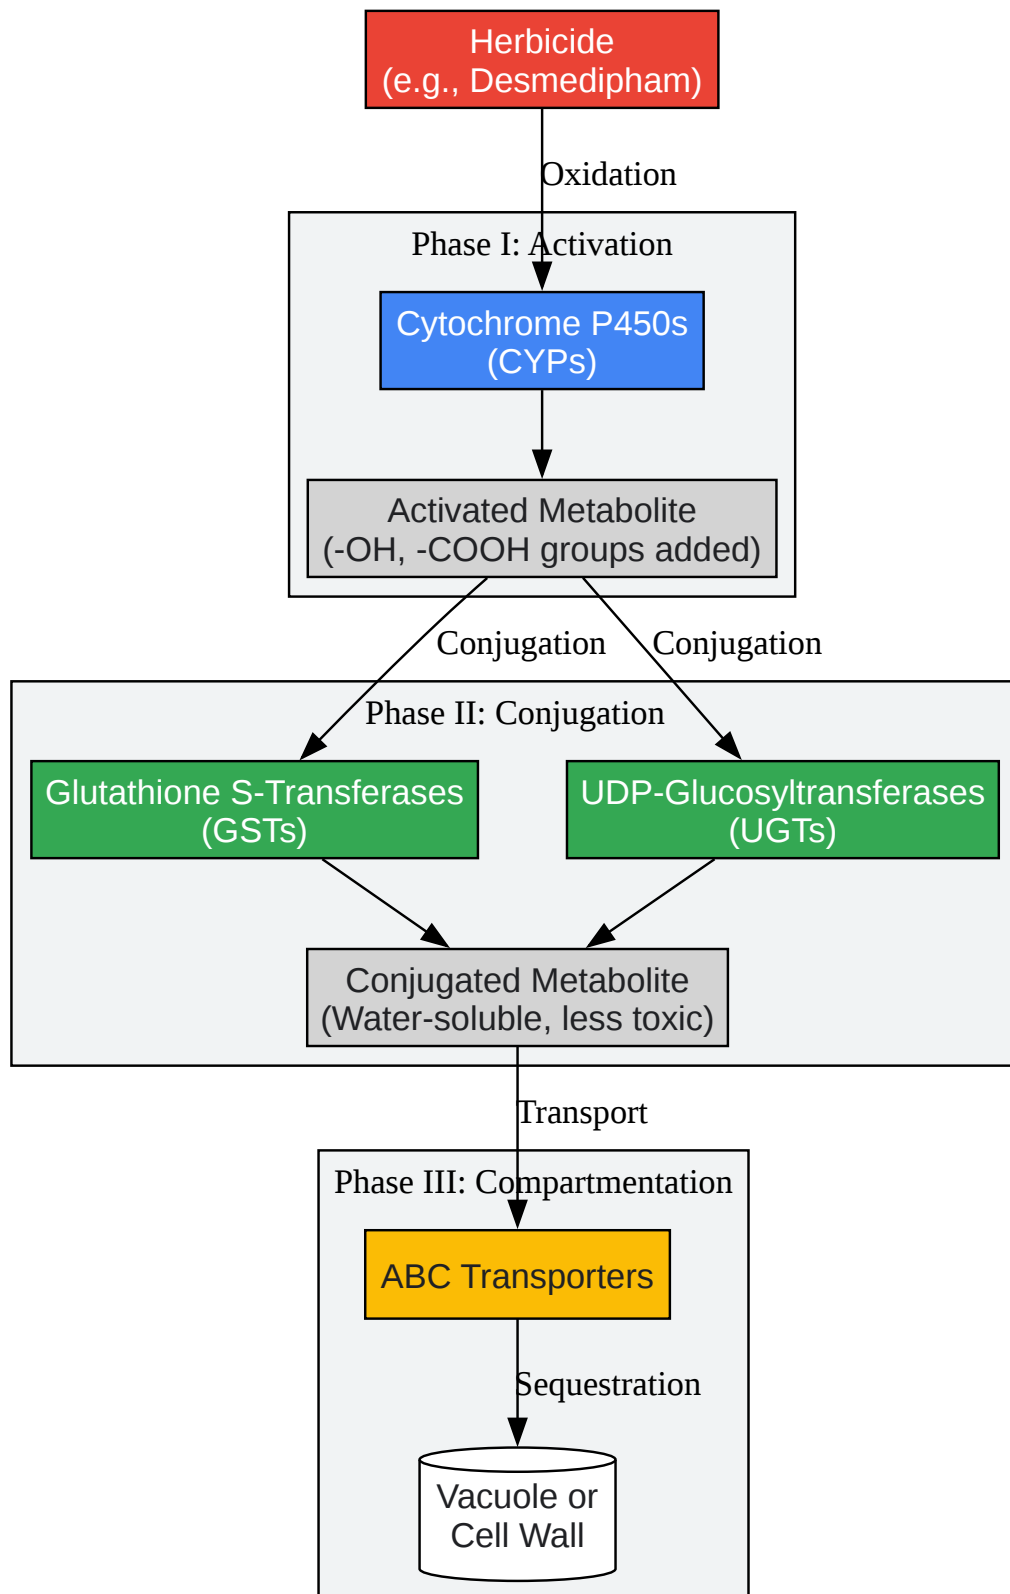 Herbicide
(e.g., Desmedipham)
Oxidation
Phase I: Activation
Cytochrome P450s
(CYPs)
Activated Metabolite
(-OH, -COOH groups added)
Conjugation
Conjugation
Phase II: Conjugation
Glutathione S-Transferases
(GSTs)
UDP-Glucosyltransferases
(UGTs)
Conjugated Metabolite
(Water-soluble, less toxic)
Transport
Phase III: Compartmentation
ABC Transporters
Sequestration
Vacuole or
Cell Wall